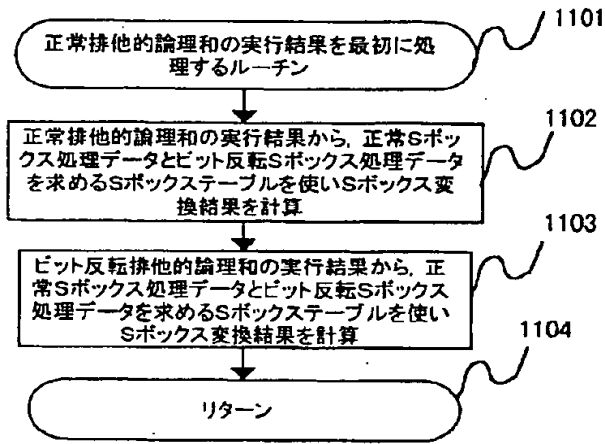 1101
正常排他的論理和の実行結果を最初に処
理するルーチン
1102
正常排他的論理和の実行結果から，正常Sボッ
クス処理データとビット反転Sボックス処理データ
を求めるSボックステーブルを使いSボックス変
換結果を計算
1103
ビット反転排他的論理和の実行結果から，正
常Sボックス処理データとビット反転Sボックス
処理データを求めるSボックステーブルを使い
Sボックス変換結果を計算
1104
リターン